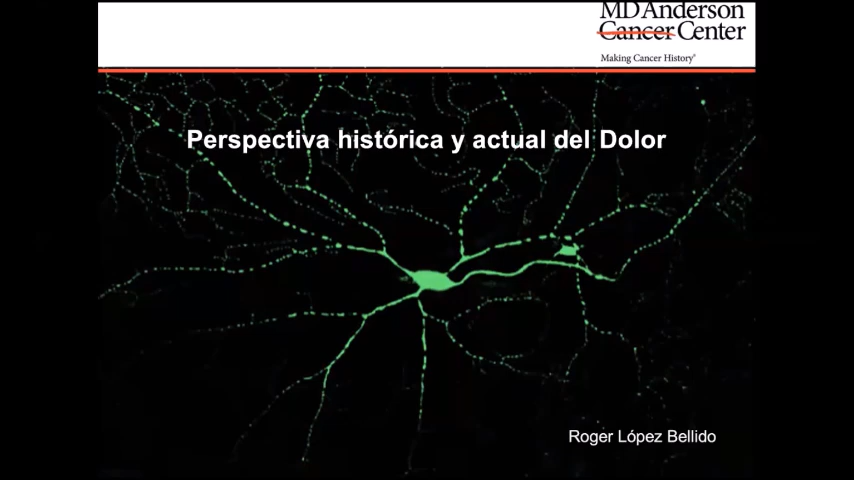 MD Anderson
Cancer Center
Making Cancer History®
Perspectiva histórica y actual del Dolor
Roger López Bellido